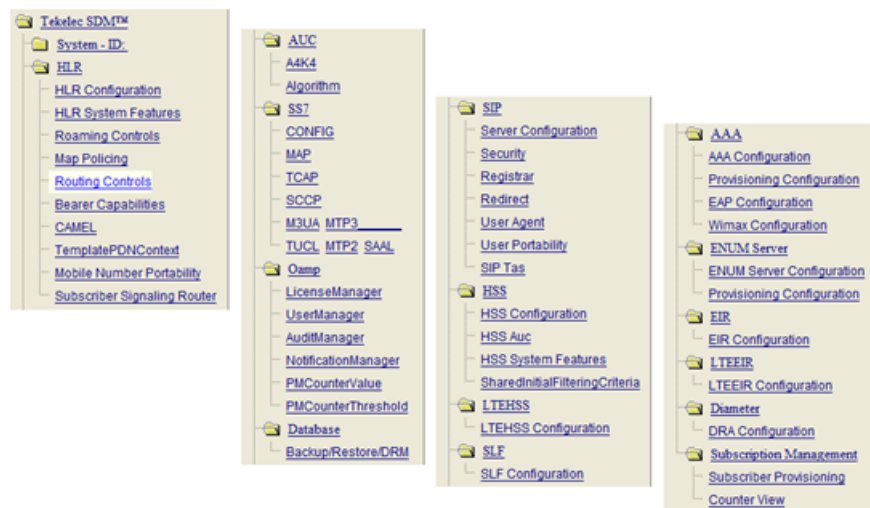 Tekelec SDM™
System - ID:
HLR
HLR Configuration
HLR System Features
Roaming Controls
Map Policing
Routing Controls
Bearer Capabilities
CAMEL
TemplatePDNContext
Mobile Number Portability
Subscriber Signaling Router
AUC
A4K4
Algorithm
SS7
CONFIG
MAP
TCAP
SCCP
M3UA MTP3
TUCL MTP2 SAAL
Oamp
LicenseManager
UserManager
AuditManager
NotificationManager
PMCounterValue
PMCounterThreshold
Database
Backup/Restore/DRM
SIP
Server Configuration
Security
Registrar
Redirect
User Agent
User Portability
SIP Tas
HSS
HSS Configuration
HSS Auc
HSS System Features
SharedInitialFilteringCriteria
LTEHSS
LTEHSS Configuration
SLF
SLF Configuration
AAA
AAA Configuration
Provisioning Configuration
EAP Configuration
Wimax Configuration
ENUM Server
ENUM Server Configuration
Provisioning Configuration
EIR
EIR Configuration
LTEEIR
LTEEIR Configuration
Diameter
DRA Configuration
Subscription Management
Subscriber Provisioning
Counter View